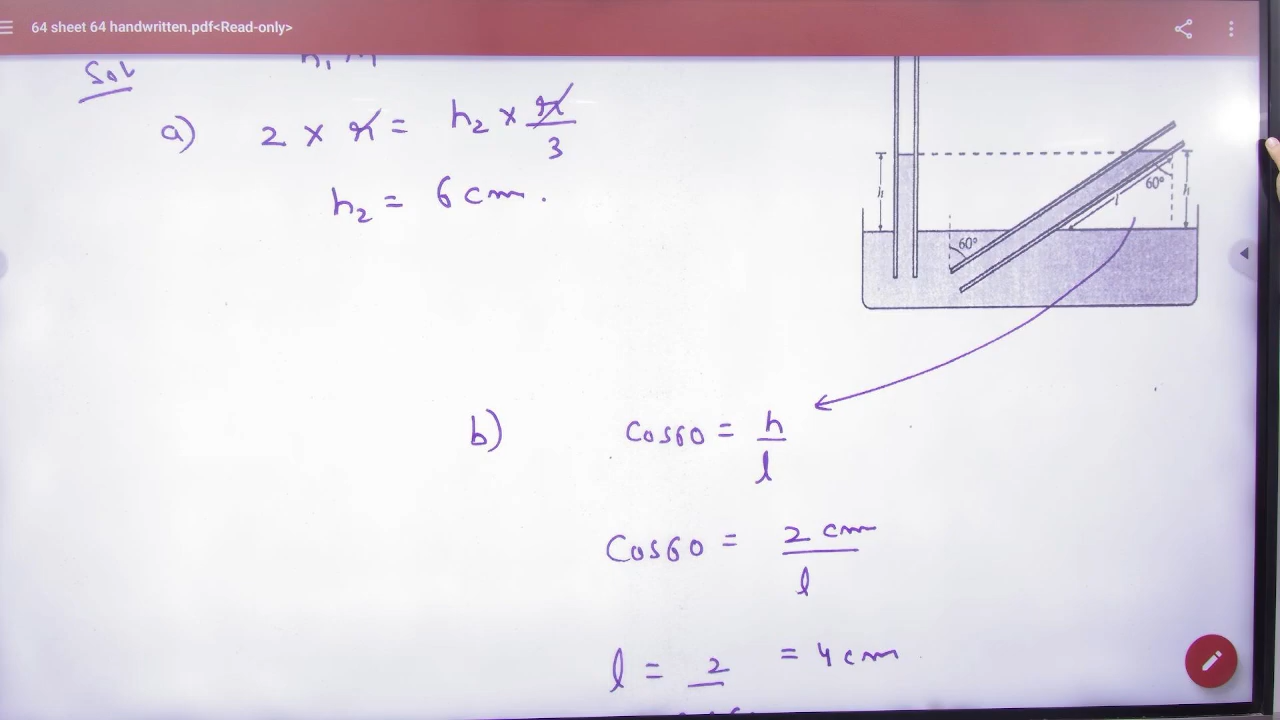 64 sheet 64 handwritten.pdf<Read-only>
Sol
a) 2 × r = h₂ × r/3
h₂ = 6 cm.
h
60°
60°
l
h
b) Cos60 = h/l
Cos60 = 2 cm/l
l = 2 = 4 cm